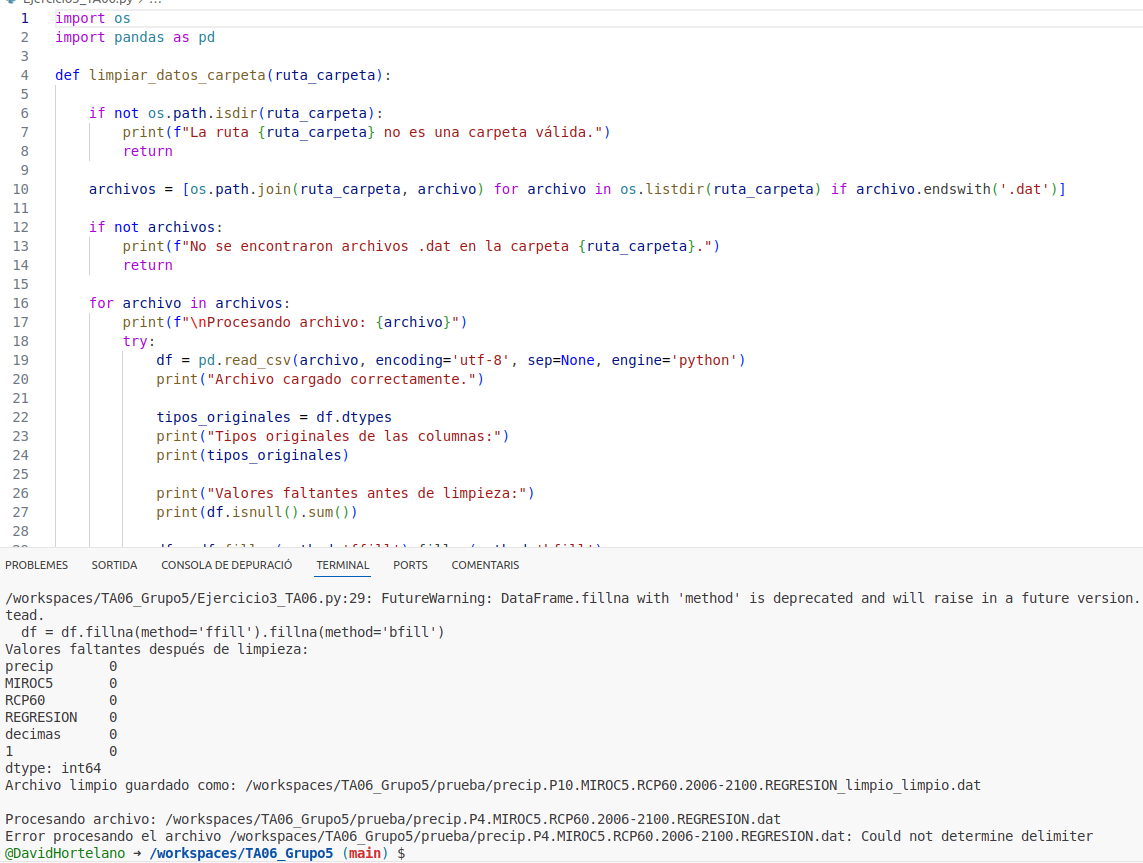 Ejercicio3_TA06.py > ...
1 import os
2 import pandas as pd
3
4 def limpiar_datos_carpeta(ruta_carpeta):
5
6 if not os.path.isdir(ruta_carpeta):
7 print(f"La ruta {ruta_carpeta} no es una carpeta válida.")
8 return
9
10 archivos = [os.path.join(ruta_carpeta, archivo) for archivo in os.listdir(ruta_carpeta) if archivo.endswith('.dat')]
11
12 if not archivos:
13 print(f"No se encontraron archivos .dat en la carpeta {ruta_carpeta}.")
14 return
15
16 for archivo in archivos:
17 print(f"\nProcesando archivo: {archivo}")
18 try:
19 df = pd.read_csv(archivo, encoding='utf-8', sep=None, engine='python')
20 print("Archivo cargado correctamente.")
21
22 tipos_originales = df.dtypes
23 print("Tipos originales de las columnas:")
24 print(tipos_originales)
25
26 print("Valores faltantes antes de limpieza:")
27 print(df.isnull().sum())
28
PROBLEMES SORTIDA CONSOLA DE DEPURACIÓ TERMINAL PORTS COMENTARIS
/workspaces/TA06_Grupo5/Ejercicio3_TA06.py:29: FutureWarning: DataFrame.fillna with 'method' is deprecated and will raise in a future version.
tead.
df = df.fillna(method='ffill').fillna(method='bfill')
Valores faltantes después de limpieza:
precip 0
MIROC5 0
RCP60 0
REGRESION 0
decimas 0
1 0
dtype: int64
Archivo limpio guardado como: /workspaces/TA06_Grupo5/prueba/precip.P10.MIROC5.RCP60.2006-2100.REGRESION_limpio_limpio.dat
Procesando archivo: /workspaces/TA06_Grupo5/prueba/precip.P4.MIROC5.RCP60.2006-2100.REGRESION.dat
Error procesando el archivo /workspaces/TA06_Grupo5/prueba/precip.P4.MIROC5.RCP60.2006-2100.REGRESION.dat: Could not determine delimiter
@DavidHortelano → /workspaces/TA06_Grupo5 (main) $